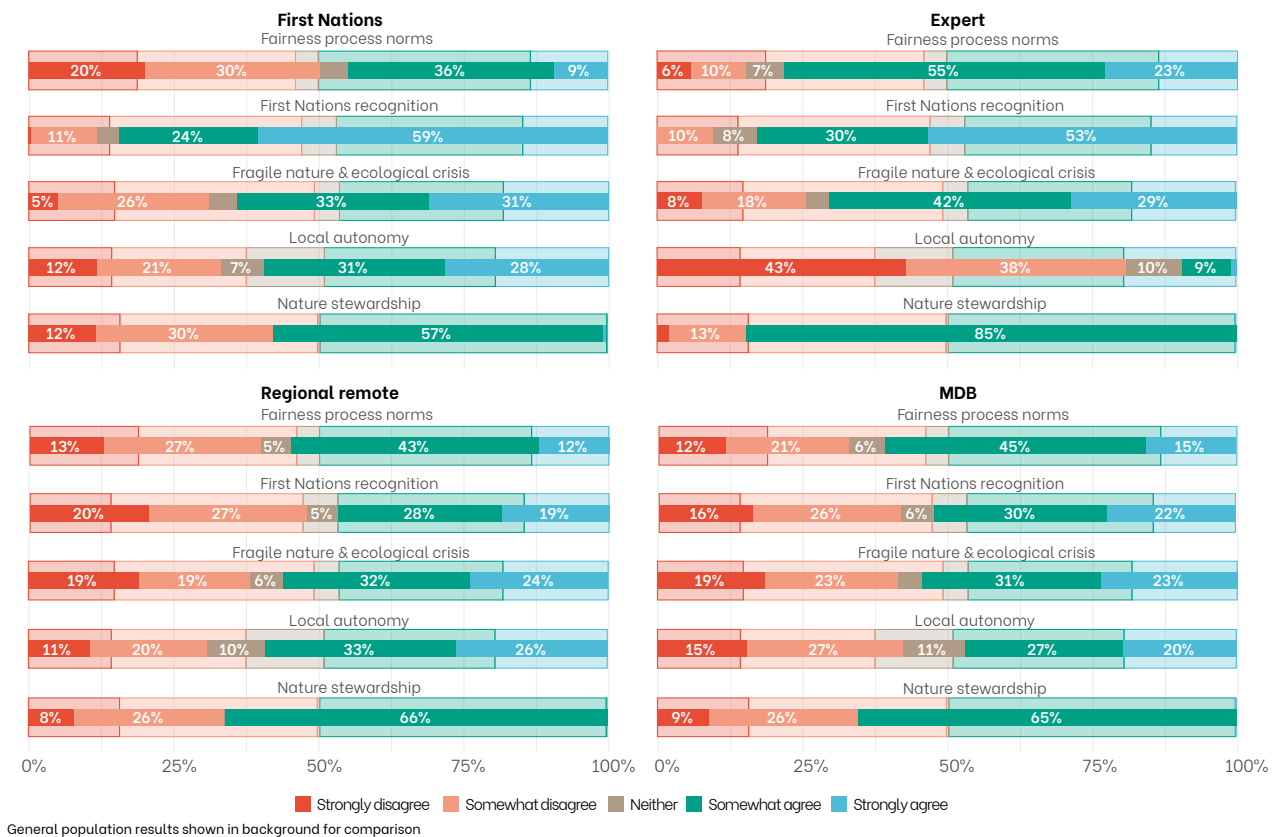 First Nations
Fairness process norms
20% 30% 36% 9%
First Nations recognition
11% 24% 59%
Fragile nature & ecological crisis
5% 26% 33% 31%
Local autonomy
12% 21% 7% 31% 28%
Nature stewardship
12% 30% 57%
Expert
Fairness process norms
6% 10% 7% 55% 23%
First Nations recognition
10% 8% 30% 53%
Fragile nature & ecological crisis
8% 18% 42% 29%
Local autonomy
43% 38% 10% 9%
Nature stewardship
13% 85%
Regional remote
Fairness process norms
13% 27% 5% 43% 12%
First Nations recognition
20% 27% 5% 28% 19%
Fragile nature & ecological crisis
19% 19% 6% 32% 24%
Local autonomy
11% 20% 10% 33% 26%
Nature stewardship
8% 26% 66%
0% 25% 50% 75% 100%
MDB
Fairness process norms
12% 21% 6% 45% 15%
First Nations recognition
16% 26% 6% 30% 22%
Fragile nature & ecological crisis
19% 23% 31% 23%
Local autonomy
15% 27% 11% 27% 20%
Nature stewardship
9% 26% 65%
0% 25% 50% 75% 100%
Strongly disagree Somewhat disagree Neither Somewhat agree Strongly agree
General population results shown in background for comparison